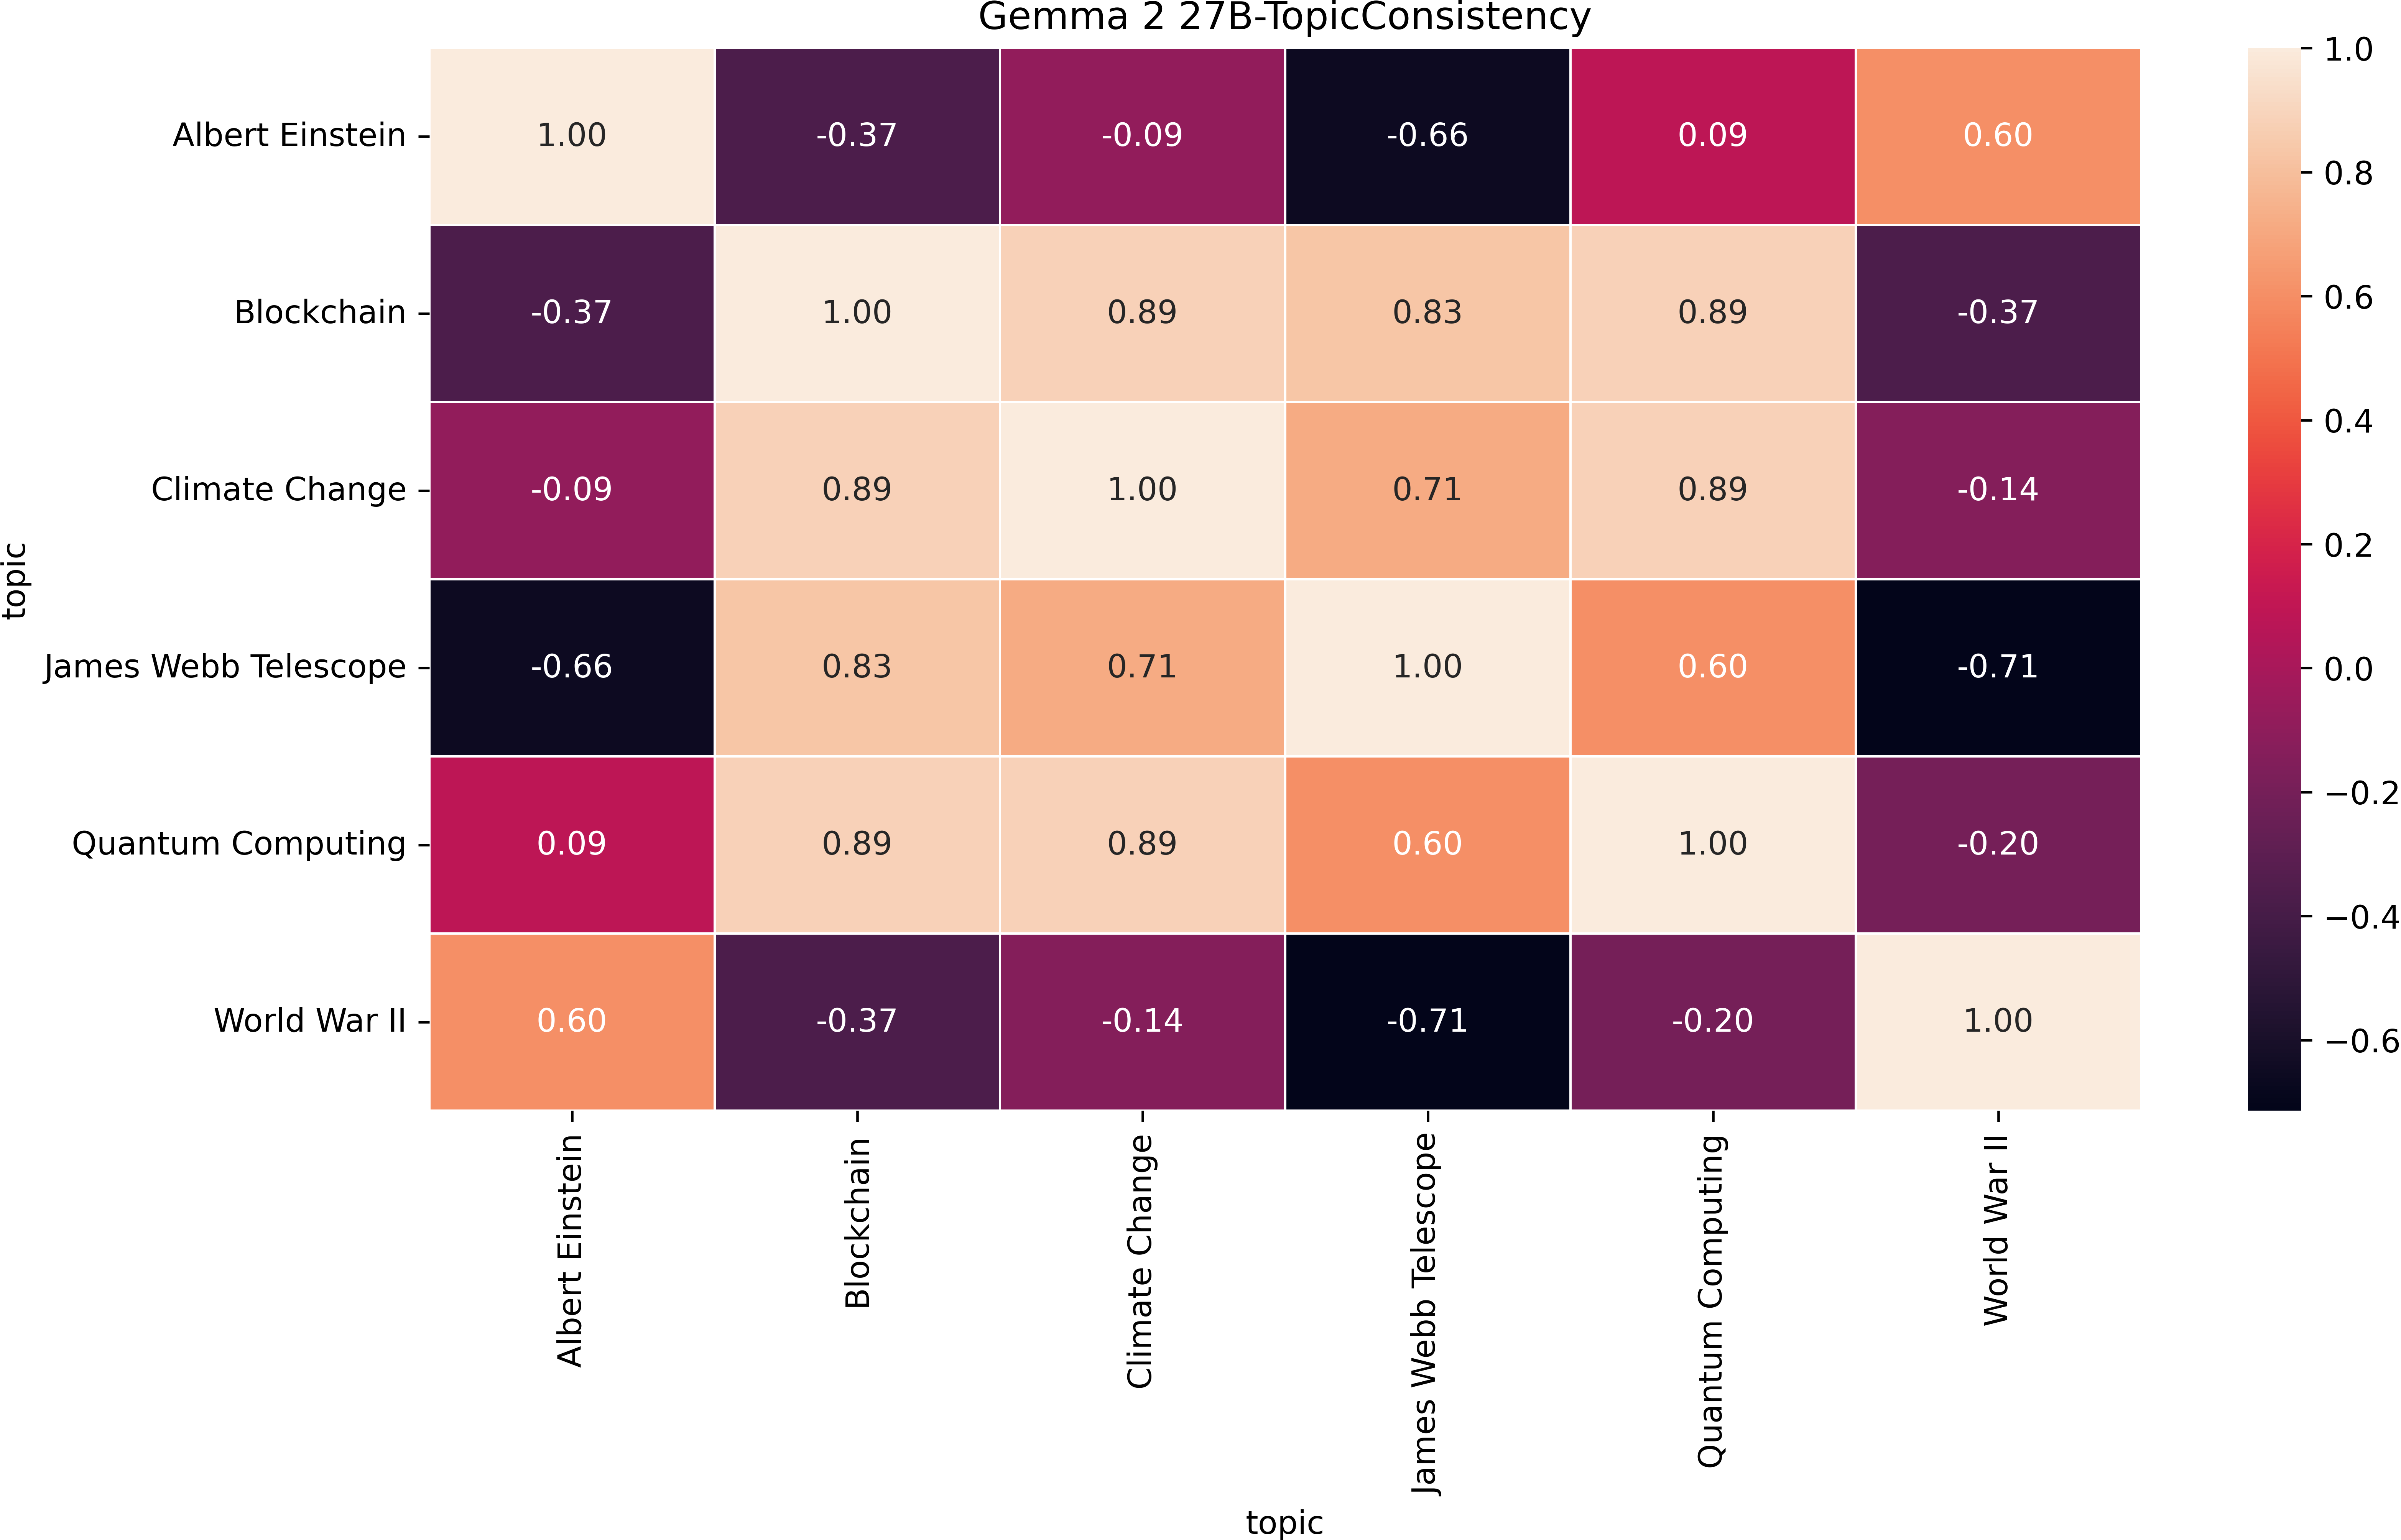 Gemma 2 27B-TopicConsistency
Albert Einstein 1.00 -0.37 -0.09 -0.66 0.09 0.60
Blockchain -0.37 1.00 0.89 0.83 0.89 -0.37
Climate Change -0.09 0.89 1.00 0.71 0.89 -0.14
James Webb Telescope -0.66 0.83 0.71 1.00 0.60 -0.71
Quantum Computing 0.09 0.89 0.89 0.60 1.00 -0.20
World War II 0.60 -0.37 -0.14 -0.71 -0.20 1.00
topic
Albert Einstein
Blockchain
Climate Change
James Webb Telescope
Quantum Computing
World War II
topic
1.0
0.8
0.6
0.4
0.2
0.0
−0.2
−0.4
−0.6